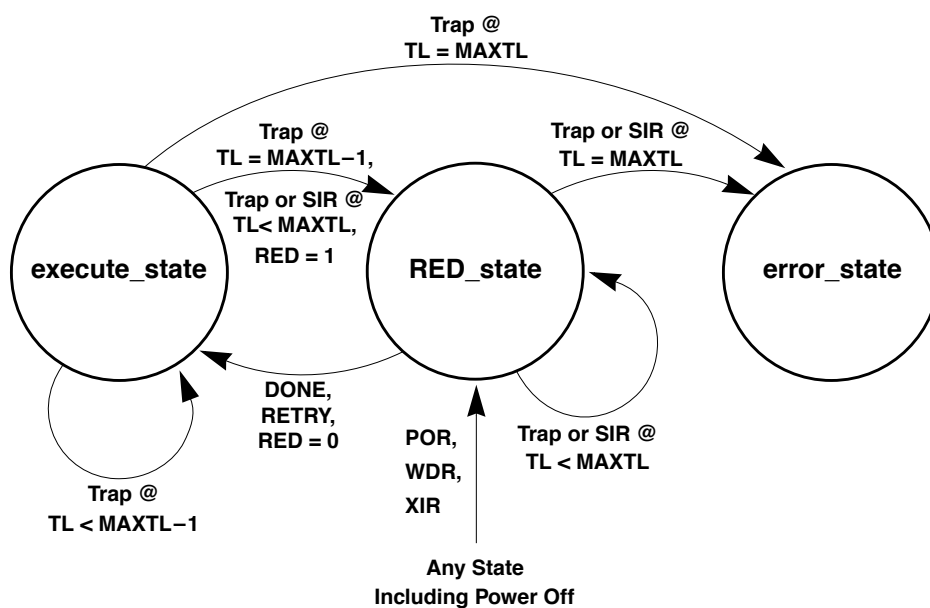 Trap @
TL = MAXTL
Trap @
TL = MAXTL–1,
Trap or SIR @
TL< MAXTL,
RED = 1
Trap or SIR @
TL = MAXTL
execute_state
RED_state
error_state
DONE,
RETRY,
RED = 0
Trap @
TL < MAXTL–1
POR,
WDR,
XIR
Trap or SIR @
TL < MAXTL
Any State
Including Power Off